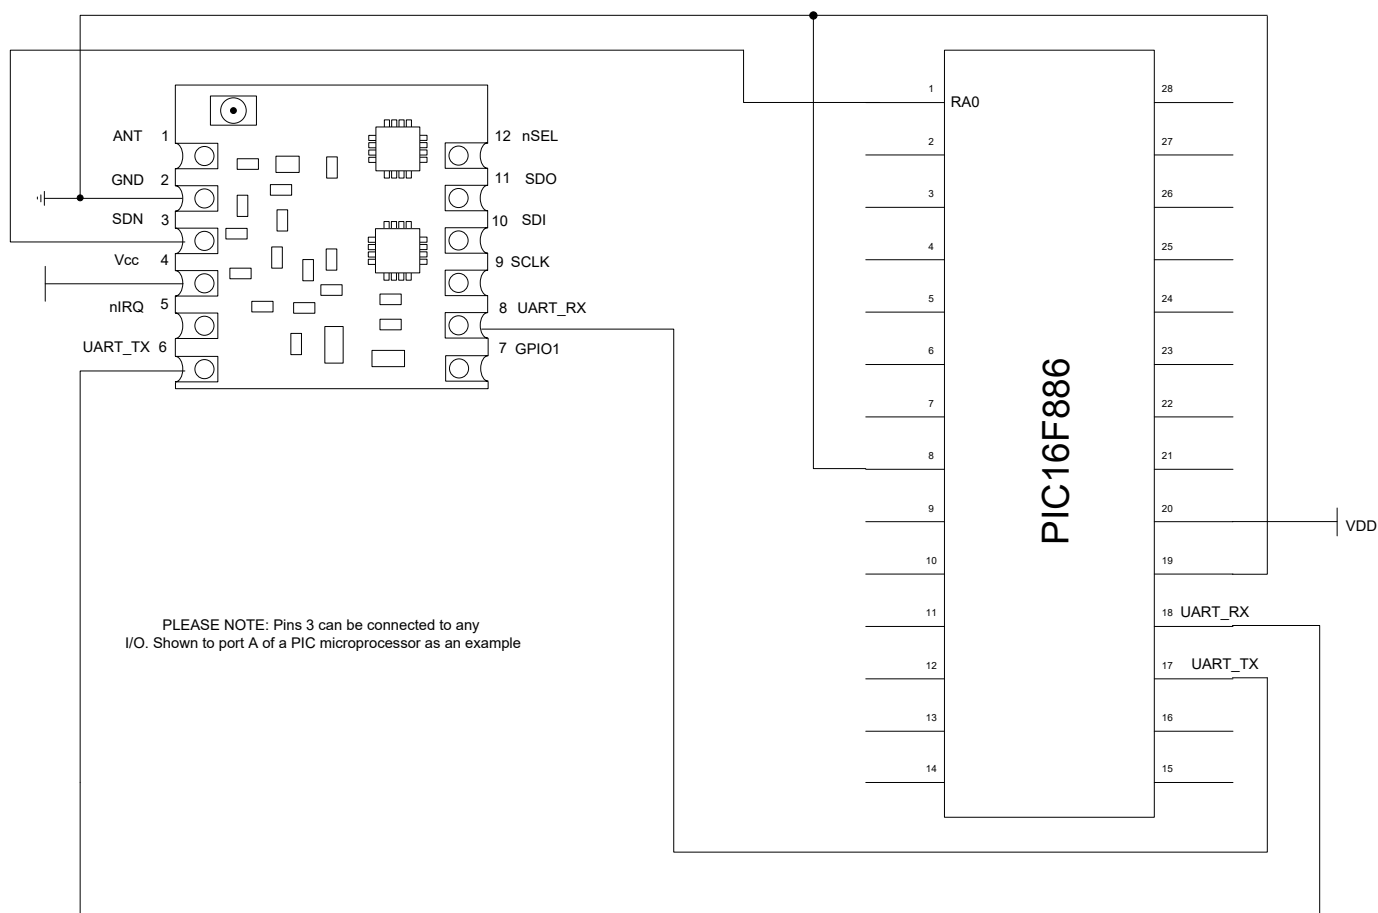 1
RA0
28
2
27
3
26
4
25
5
24
6
23
7
22
8
21
9
20
VDD
10
19
11
18 UART_RX
12
17 UART_TX
13
16
14
15
PIC16F886
ANT 1
12 nSEL
GND 2
11 SDO
SDN 3
10 SDI
Vcc 4
9 SCLK
nIRQ 5
8 UART_RX
UART_TX 6
7 GPIO1
PLEASE NOTE: Pins 3 can be connected to any
I/O. Shown to port A of a PIC microprocessor as an example